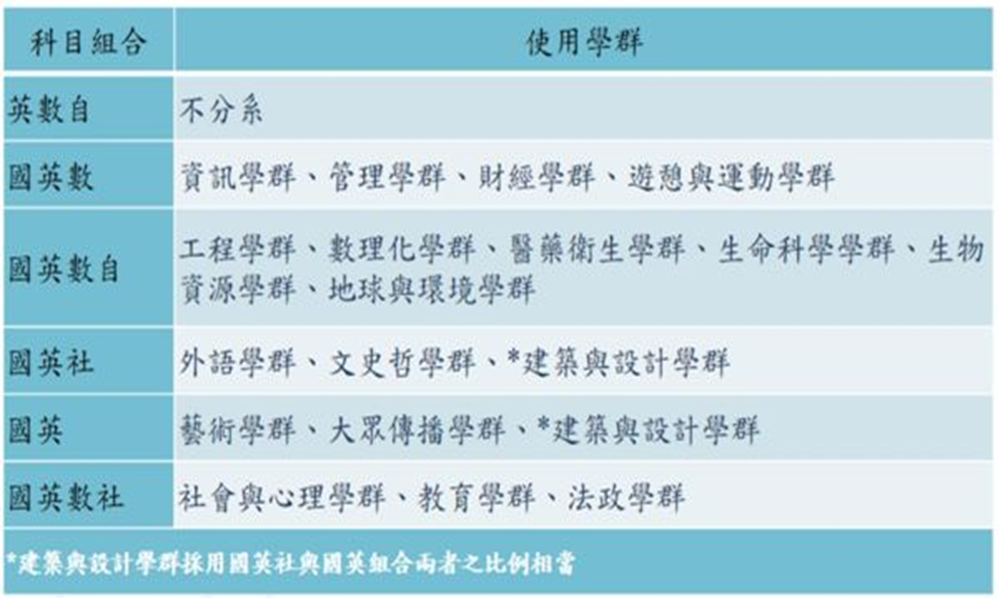 科目組合 使用學群
英數自 不分系
國英數 資訊學群、管理學群、財經學群、遊憩與運動學群
國英數自 工程學群、數理化學群、醫藥衛生學群、生命科學學群、生物
資源學群、地球與環境學群
國英社 外語學群、文史哲學群、*建築與設計學群
國英 藝術學群、大眾傳播學群、*建築與設計學群
國英數社 社會與心理學群、教育學群、法政學群
*建築與設計學群採用國英社與國英組合兩者之比例相當